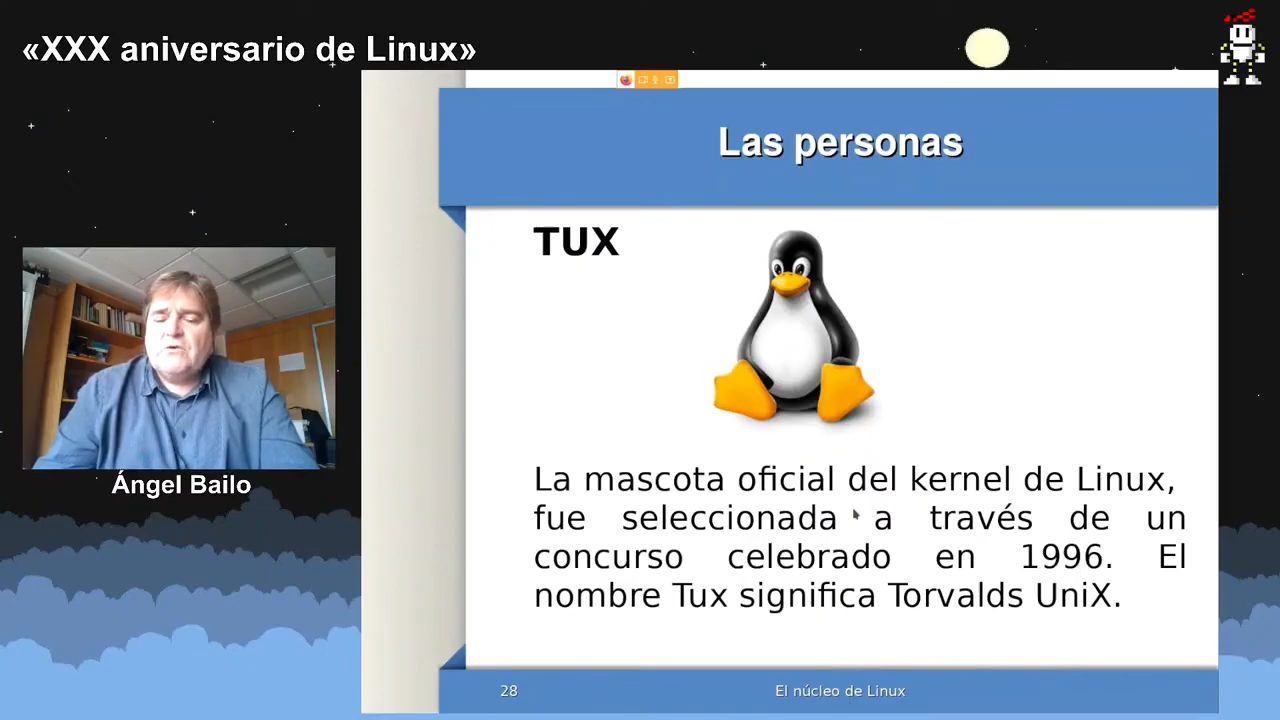 «XXX aniversario de Linux»
Las personas
TUX
La mascota oficial del kernel de Linux,
fue seleccionada a través de un
concurso celebrado en 1996. El
nombre Tux significa Torvalds UniX.
Ángel Bailo
28
El núcleo de Linux